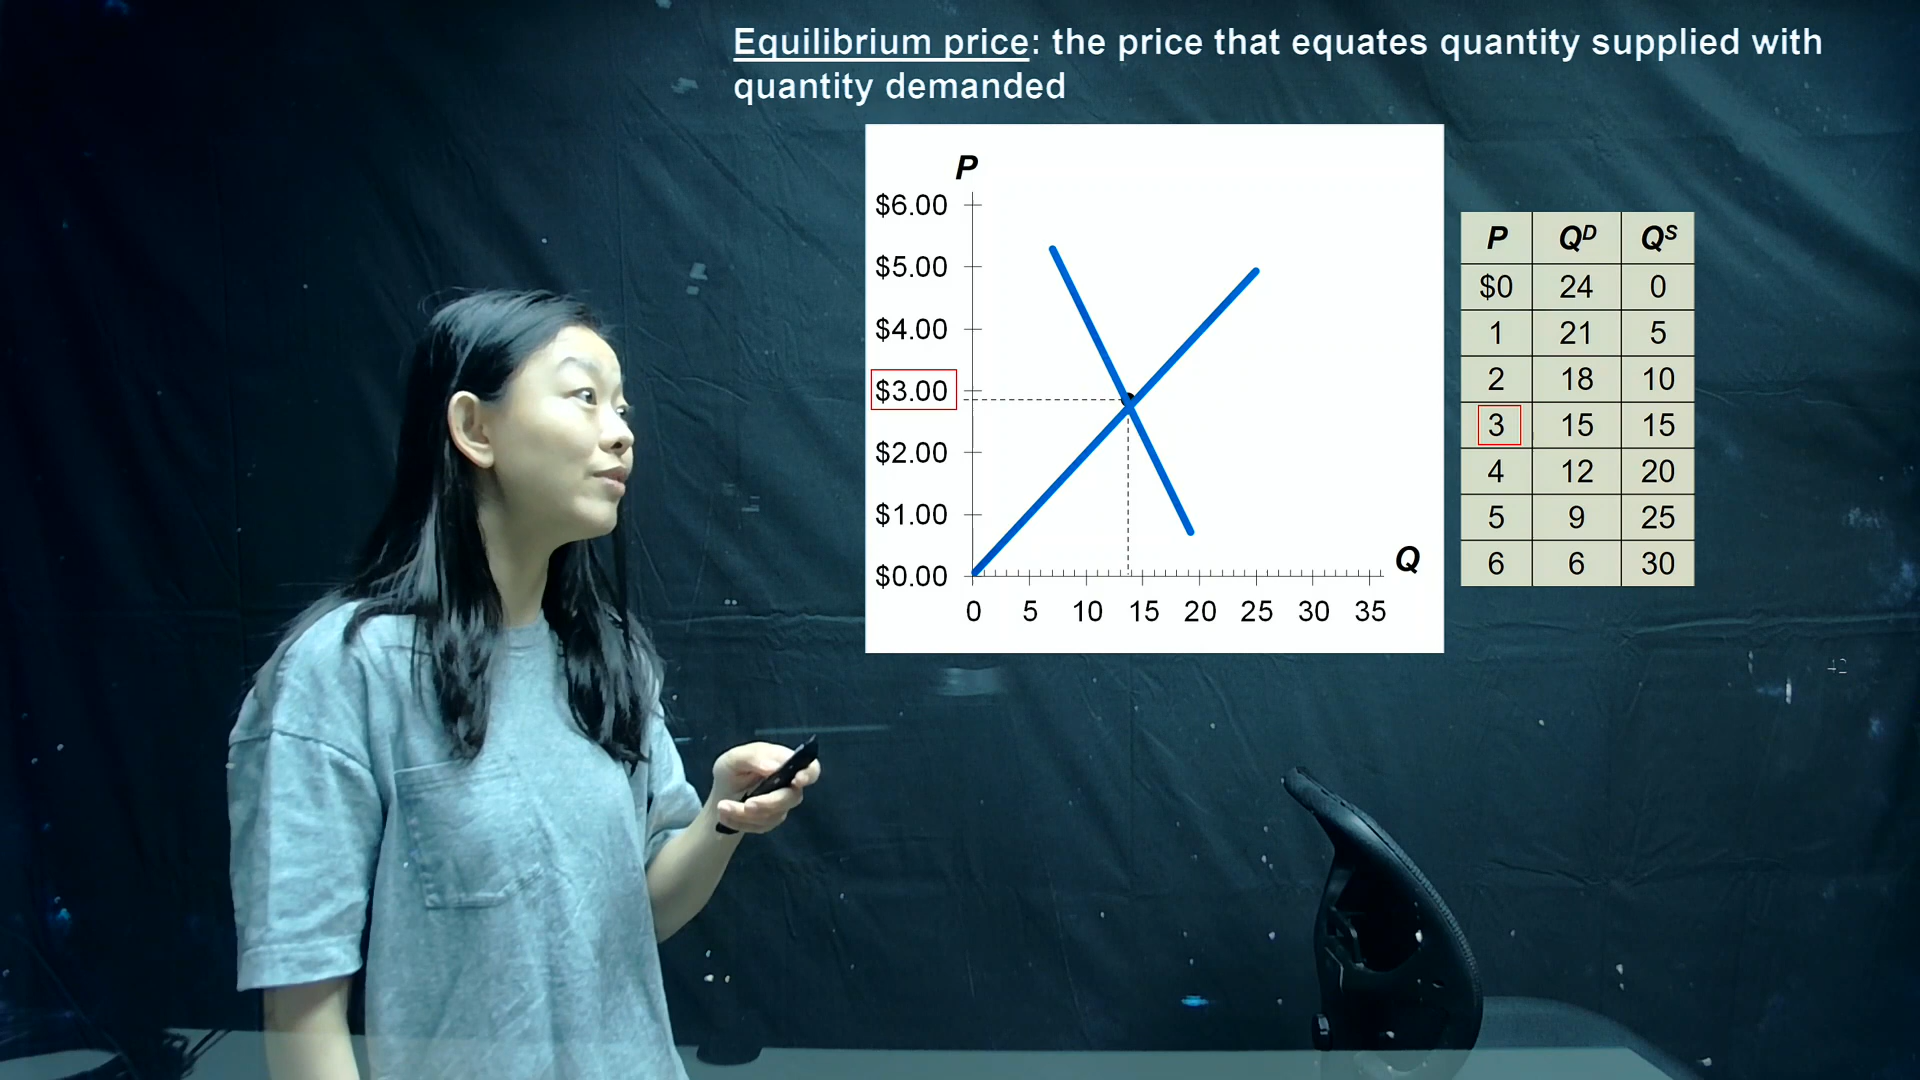 Equilibrium price: the price that equates quantity supplied with
quantity demanded
P
$6.00
$5.00
$4.00
$3.00
$2.00
$1.00
$0.00
0 5 10 15 20 25 30 35
Q
P QD QS
$0 24 0
1 21 5
2 18 10
3 15 15
4 12 20
5 9 25
6 6 30